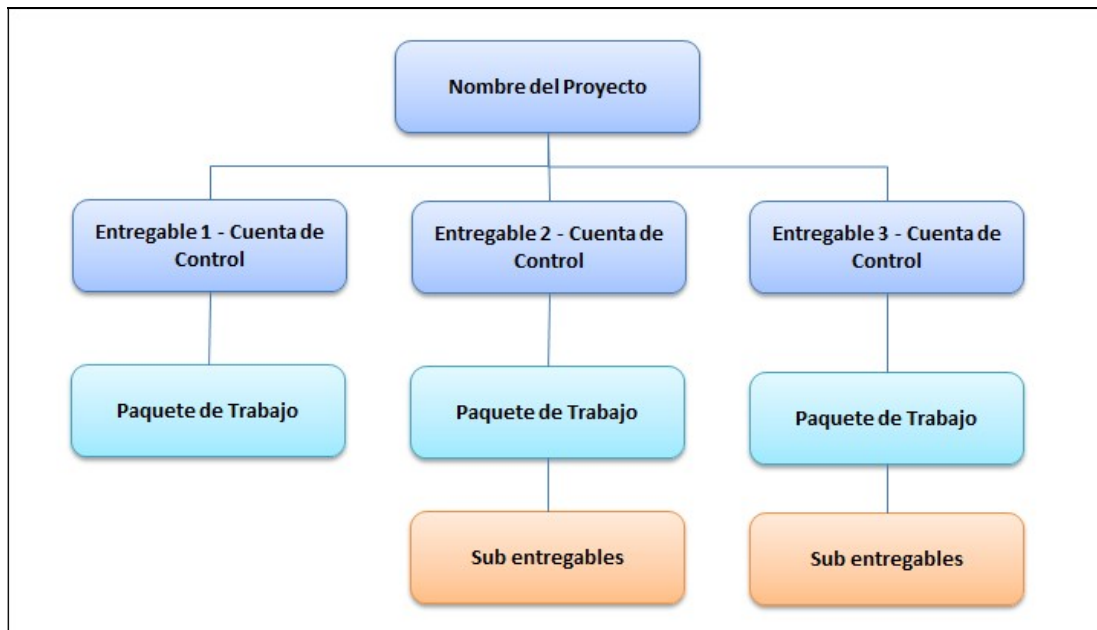 Nombre del Proyecto
Entregable 1 - Cuenta de
Control
Entregable 2 - Cuenta de
Control
Entregable 3 - Cuenta de
Control
Paquete de Trabajo
Paquete de Trabajo
Paquete de Trabajo
Sub entregables
Sub entregables